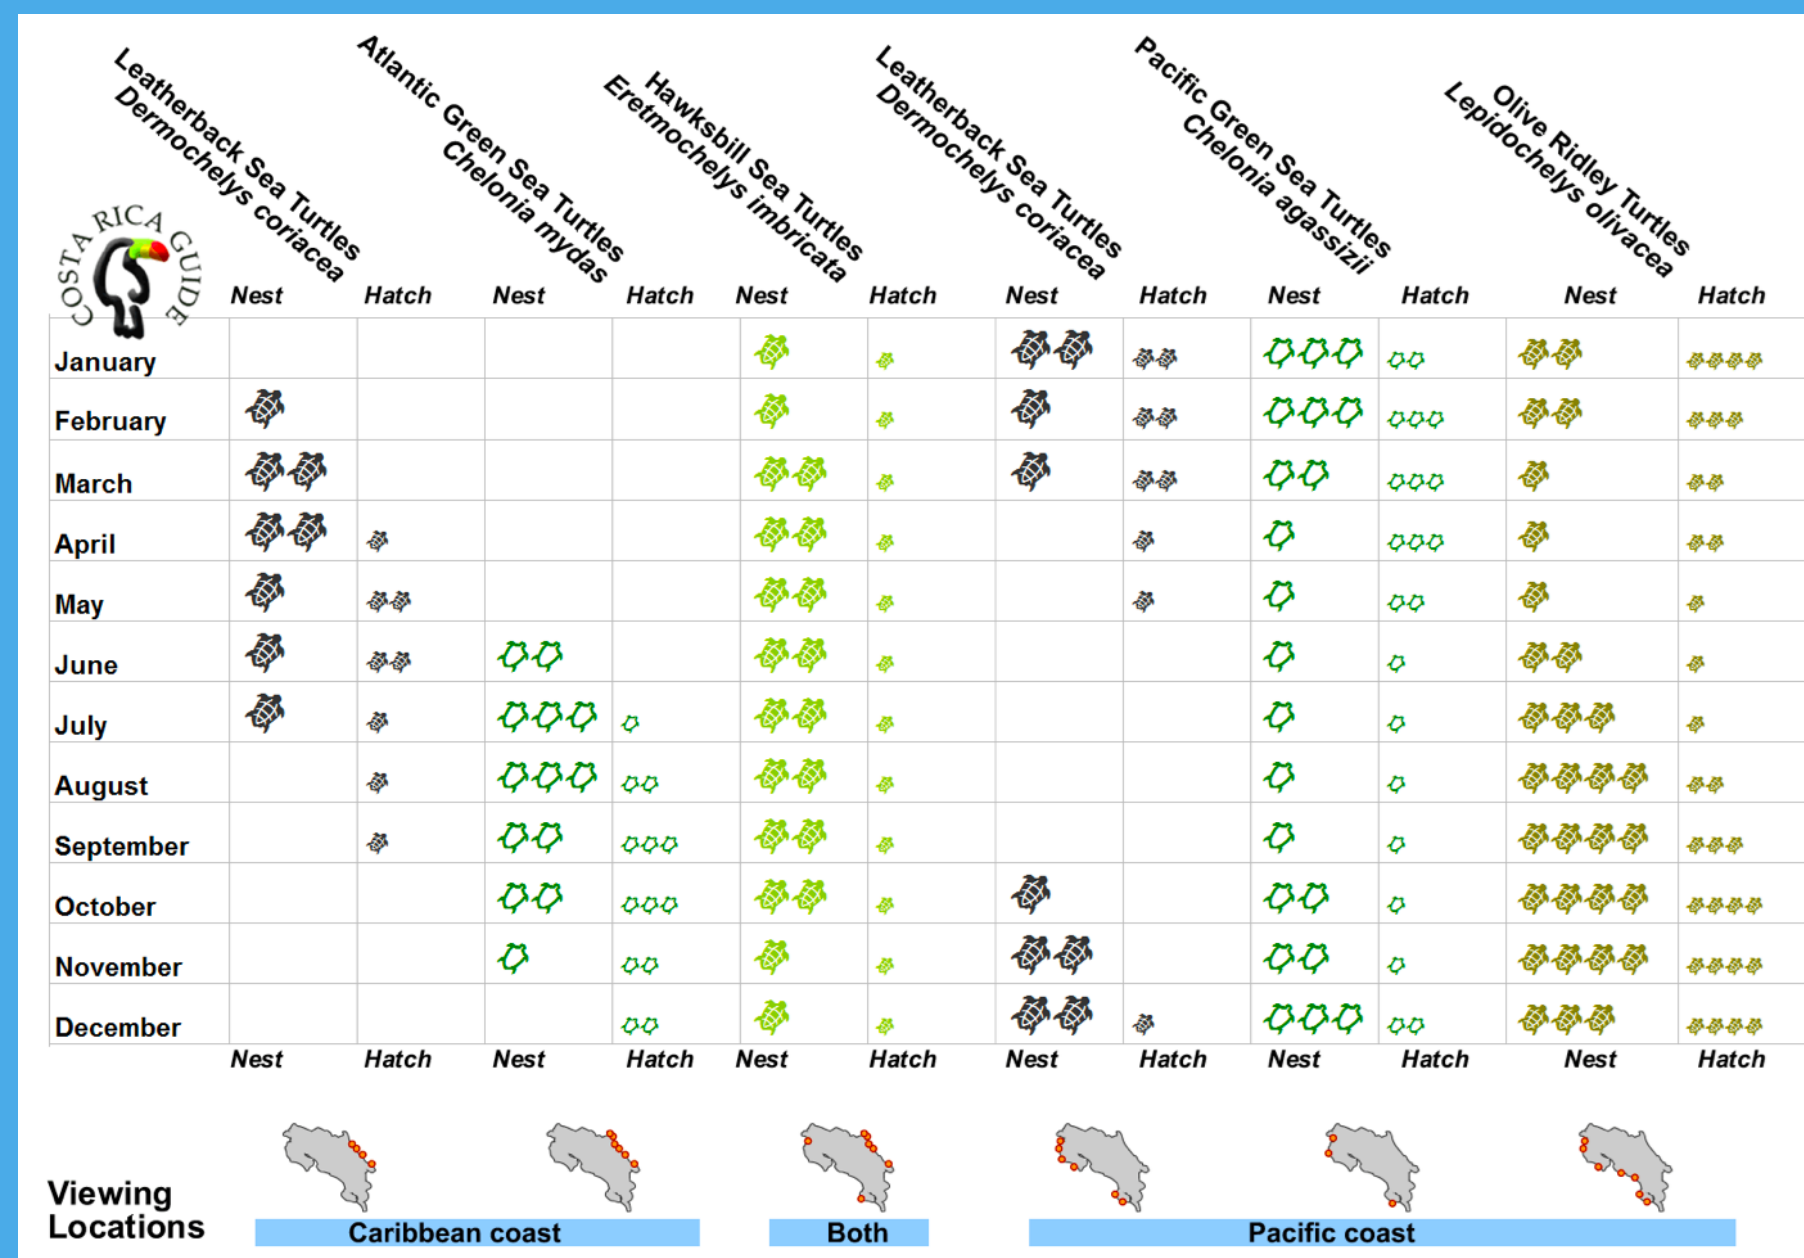 Leatherback Sea Turtles
Dermochelys coriacea
Atlantic Green Sea Turtles
Chelonia mydas
Hawksbill Sea Turtles
Eretmochelys imbricata
Leatherback Sea Turtles
Dermochelys coriacea
Pacific Green Sea Turtles
Chelonia agassizii
Olive Ridley Turtles
Lepidochelys olivacea
COSTA RICA GUIDE
Nest Hatch Nest Hatch Nest Hatch Nest Hatch Nest Hatch Nest Hatch
January
February
March
April
May
June
July
August
September
October
November
December
Nest Hatch Nest Hatch Nest Hatch Nest Hatch Nest Hatch Nest Hatch
Viewing
Locations
Caribbean coast
Both
Pacific coast